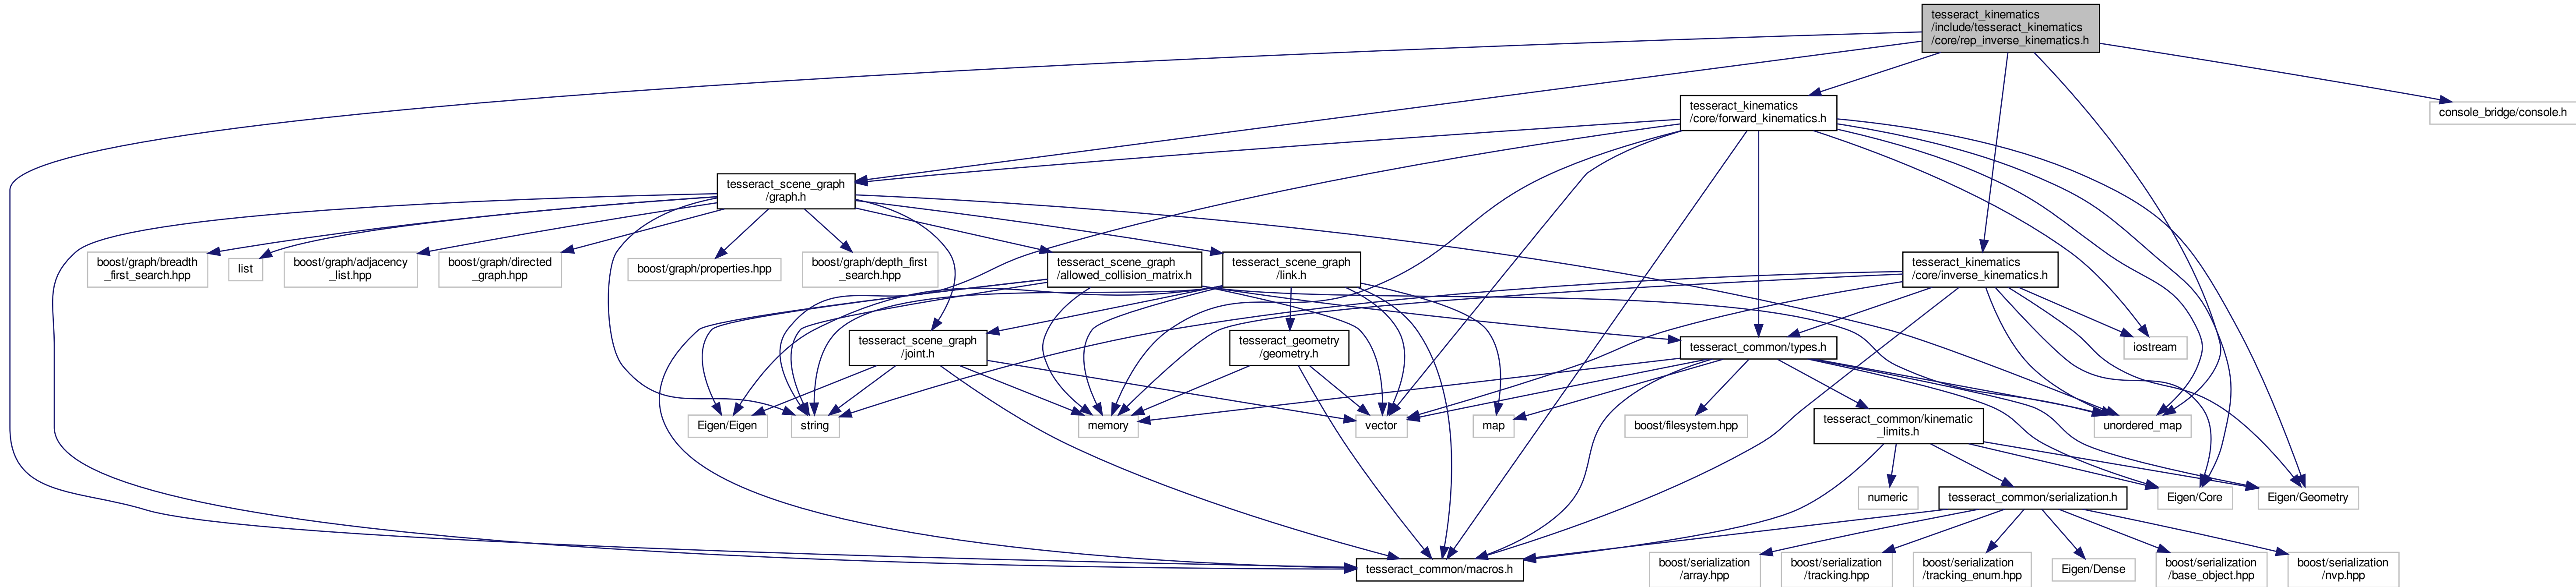 tesseract_kinematics
/include/tesseract_kinematics
/core/rep_inverse_kinematics.h
tesseract_kinematics
/core/forward_kinematics.h
console_bridge/console.h
tesseract_scene_graph
/graph.h
boost/graph/breadth
_first_search.hpp
list
boost/graph/adjacency
_list.hpp
boost/graph/directed
_graph.hpp
boost/graph/properties.hpp
boost/graph/depth_first
_search.hpp
tesseract_scene_graph
/allowed_collision_matrix.h
tesseract_scene_graph
/link.h
tesseract_kinematics
/core/inverse_kinematics.h
tesseract_scene_graph
/joint.h
tesseract_geometry
/geometry.h
tesseract_common/types.h
iostream
Eigen/Eigen
string
memory
vector
map
boost/filesystem.hpp
tesseract_common/kinematic
_limits.h
unordered_map
numeric
tesseract_common/serialization.h
Eigen/Core
Eigen/Geometry
tesseract_common/macros.h
boost/serialization
/array.hpp
boost/serialization
/tracking.hpp
boost/serialization
/tracking_enum.hpp
Eigen/Dense
boost/serialization
/base_object.hpp
boost/serialization
/nvp.hpp